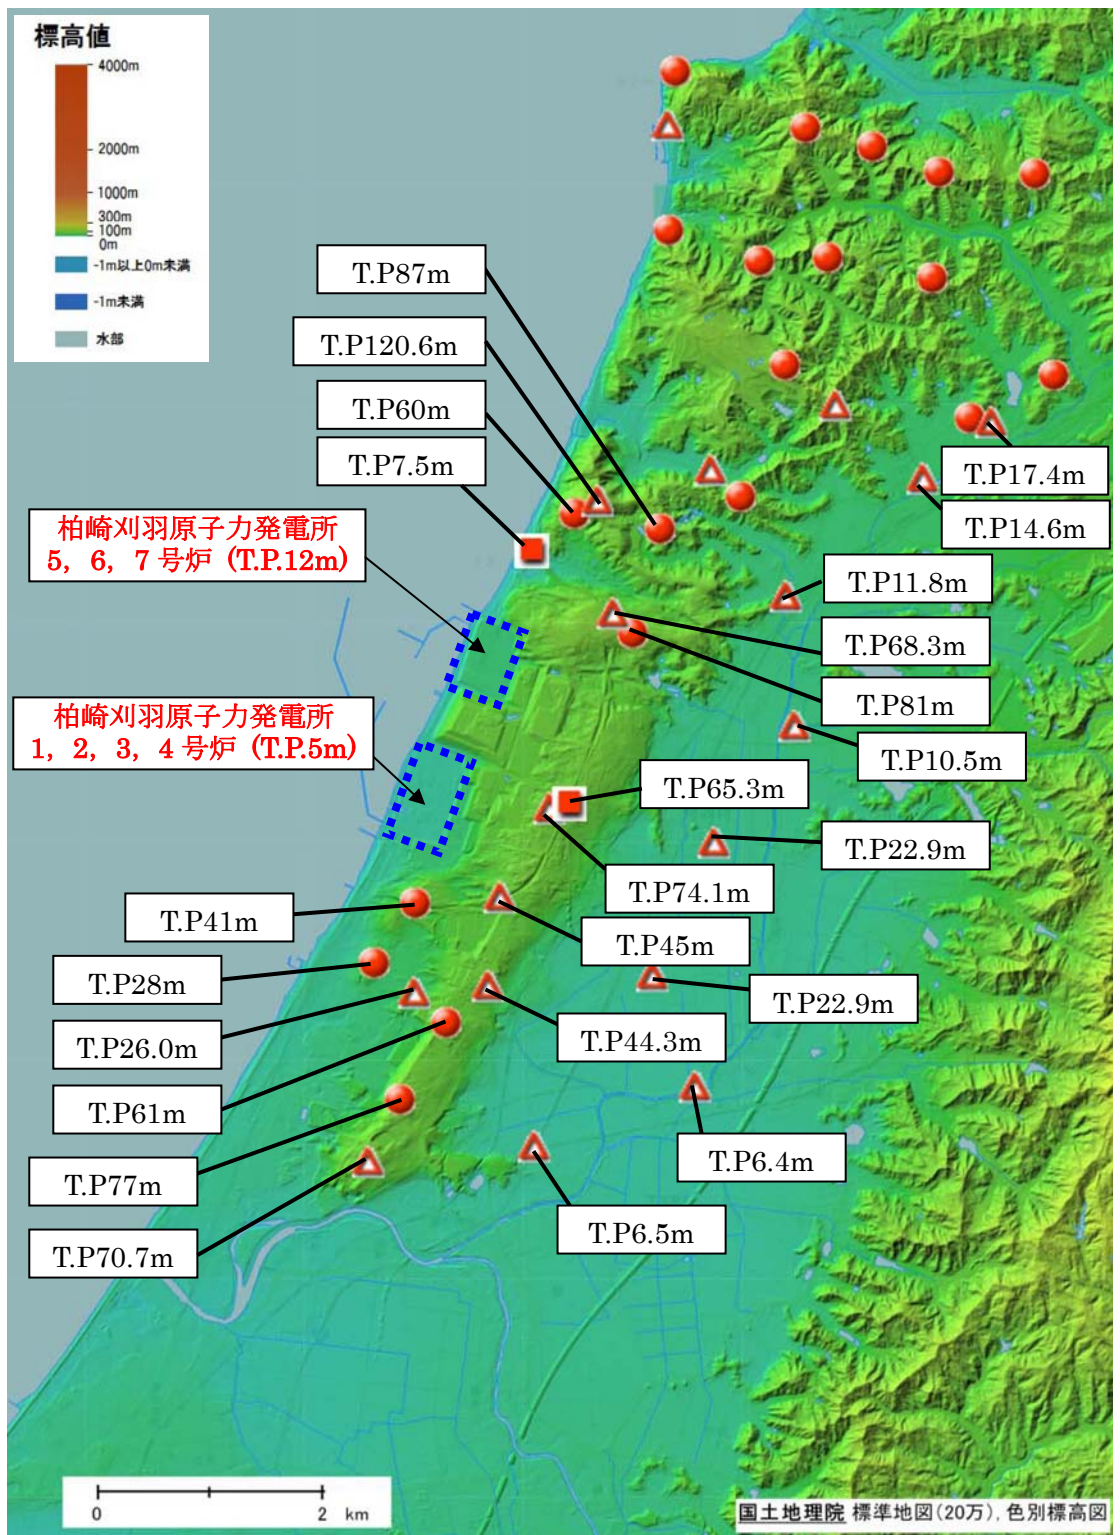 標高値
4000m
2000m
1000m
300m
100m
0m
-1m以上0m未満
-1m未満
水部
T.P87m
T.P120.6m
T.P60m
T.P7.5m
柏崎刈羽原子力発電所
5, 6, 7 号炉 (T.P.12m)
柏崎刈羽原子力発電所
1, 2, 3, 4 号炉 (T.P.5m)
T.P17.4m
T.P14.6m
T.P11.8m
T.P68.3m
T.P81m
T.P10.5m
T.P65.3m
T.P22.9m
T.P74.1m
T.P41m
T.P45m
T.P28m
T.P22.9m
T.P26.0m
T.P44.3m
T.P61m
T.P6.4m
T.P77m
T.P6.5m
T.P70.7m
0 2 km
国土地理院 標準地図(20万), 色別標高図